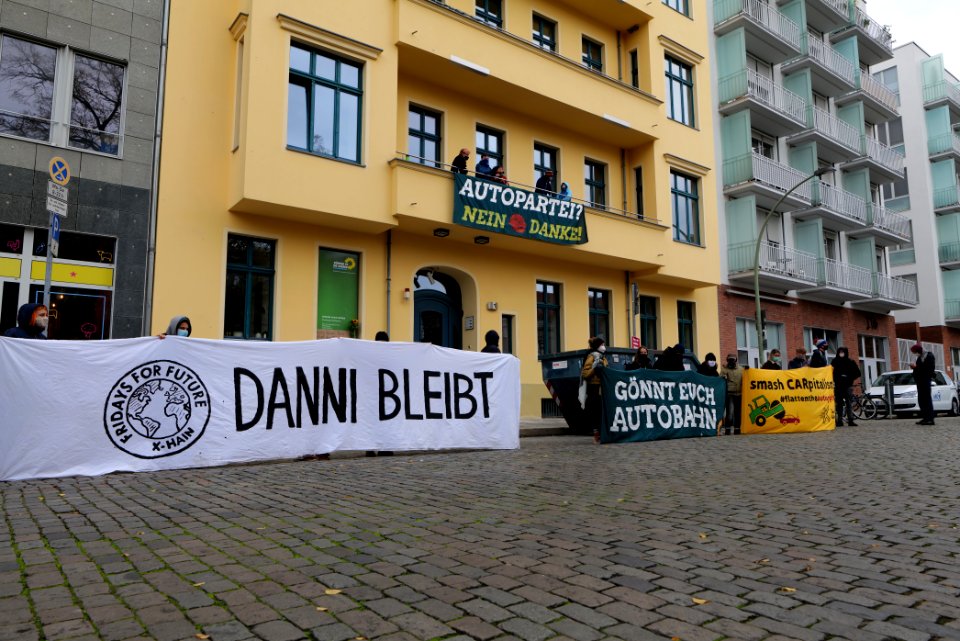 AUTOPARTEI?
NEIN DANKE!
FRIDAYS FOR FUTURE
X-HAIN
DANNI BLEIBT
GÖNNT EUCH
AUTOBAHN
smash CARpitalism